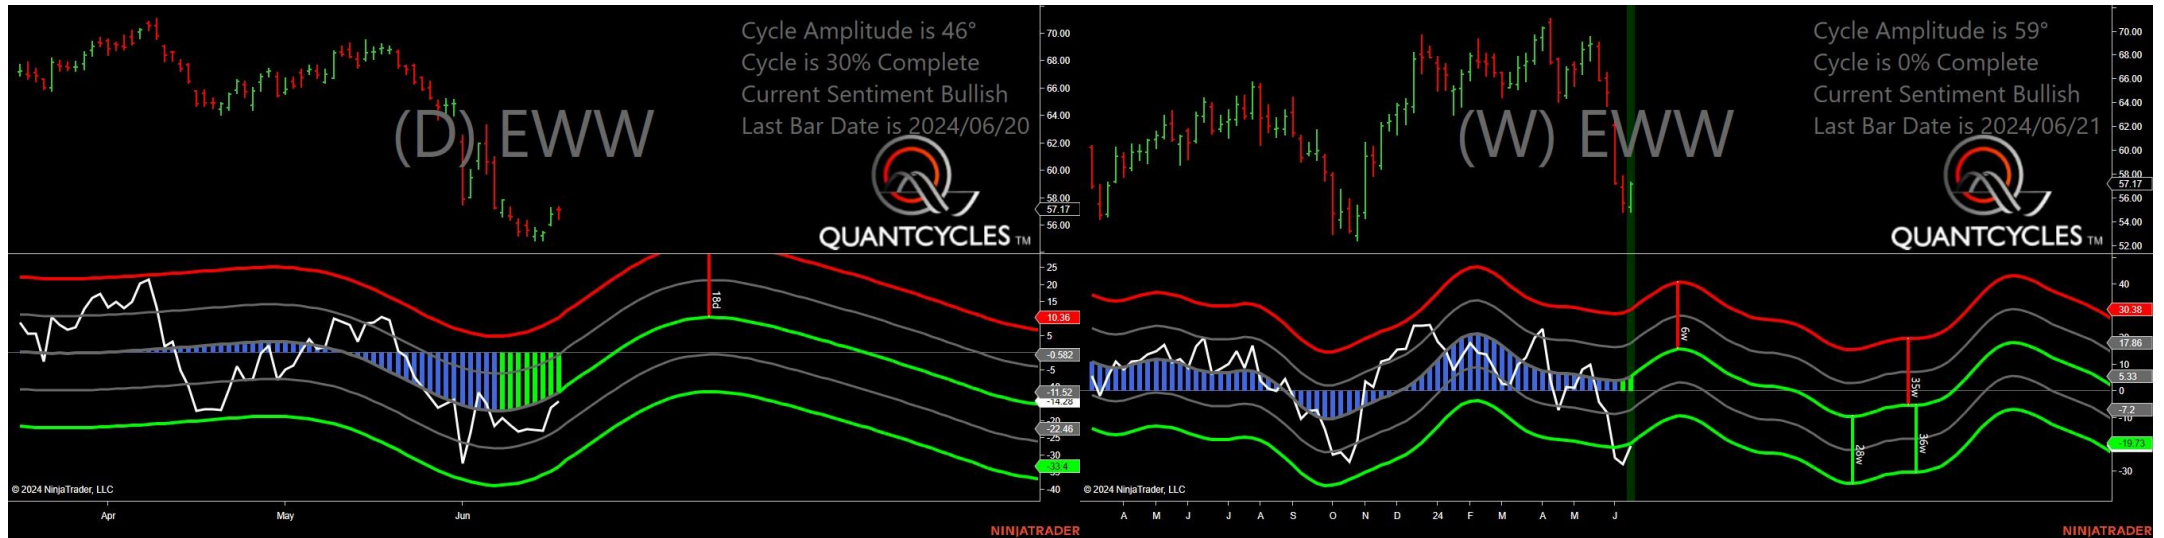 Cycle Amplitude is 46°
Cycle is 30% Complete
Current Sentiment Bullish
Last Bar Date is 2024/06/20
(D) EWW
QUANTCYCLES TM
70.00
68.00
66.00
64.00
62.00
60.00
58.00
57.17
56.00
25
20
15
10.36
5
-0.582
-5
-11.52
-14.28
-20
-22.46
-30
-33.4
-40
18d
© 2024 NinjaTrader, LLC
Apr May Jun
NINJATRADER
Cycle Amplitude is 59°
Cycle is 0% Complete
Current Sentiment Bullish
Last Bar Date is 2024/06/21
(W) EWW
QUANTCYCLES TM
70.00
68.00
66.00
64.00
62.00
60.00
58.00
57.17
56.00
54.00
52.00
40
30.38
17.86
10
5.33
0
-7.2
-10
-19.73
-30
6w
35w
28w
36w
© 2024 NinjaTrader, LLC
A M J J A S O N D 24 F M A M J
NINJATRADER